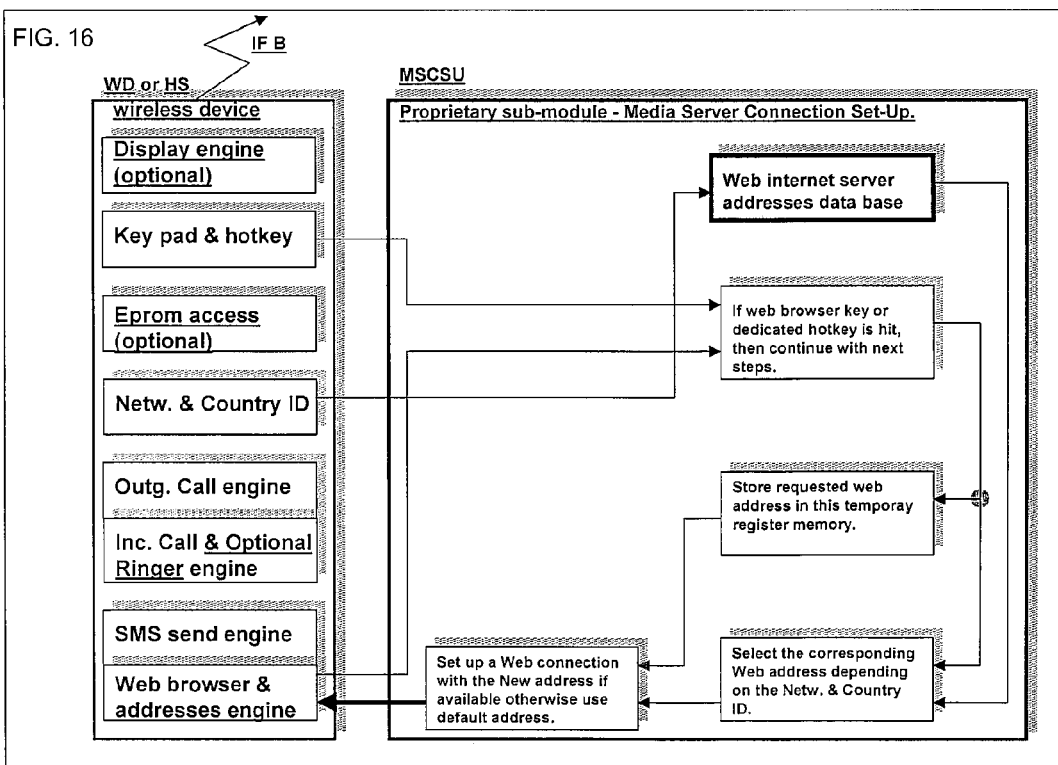 FIG. 16
IF B
WD or HS
wireless device
Display engine
(optional)
Key pad & hotkey
Eprom access
(optional)
Netw. & Country ID
Outg. Call engine
Inc. Call & Optional
Ringer engine
SMS send engine
Web browser &
addresses engine
MSCSU
Proprietary sub-module - Media Server Connection Set-Up.
Web internet server
addresses data base
If web browser key or
dedicated hotkey is hit,
then continue with next
steps.
Store requested web
address in this temporay
register memory.
Select the corresponding
Web address depending
on the Netw. & Country
ID.
Set up a Web connection
with the New address if
available otherwise use
default address.